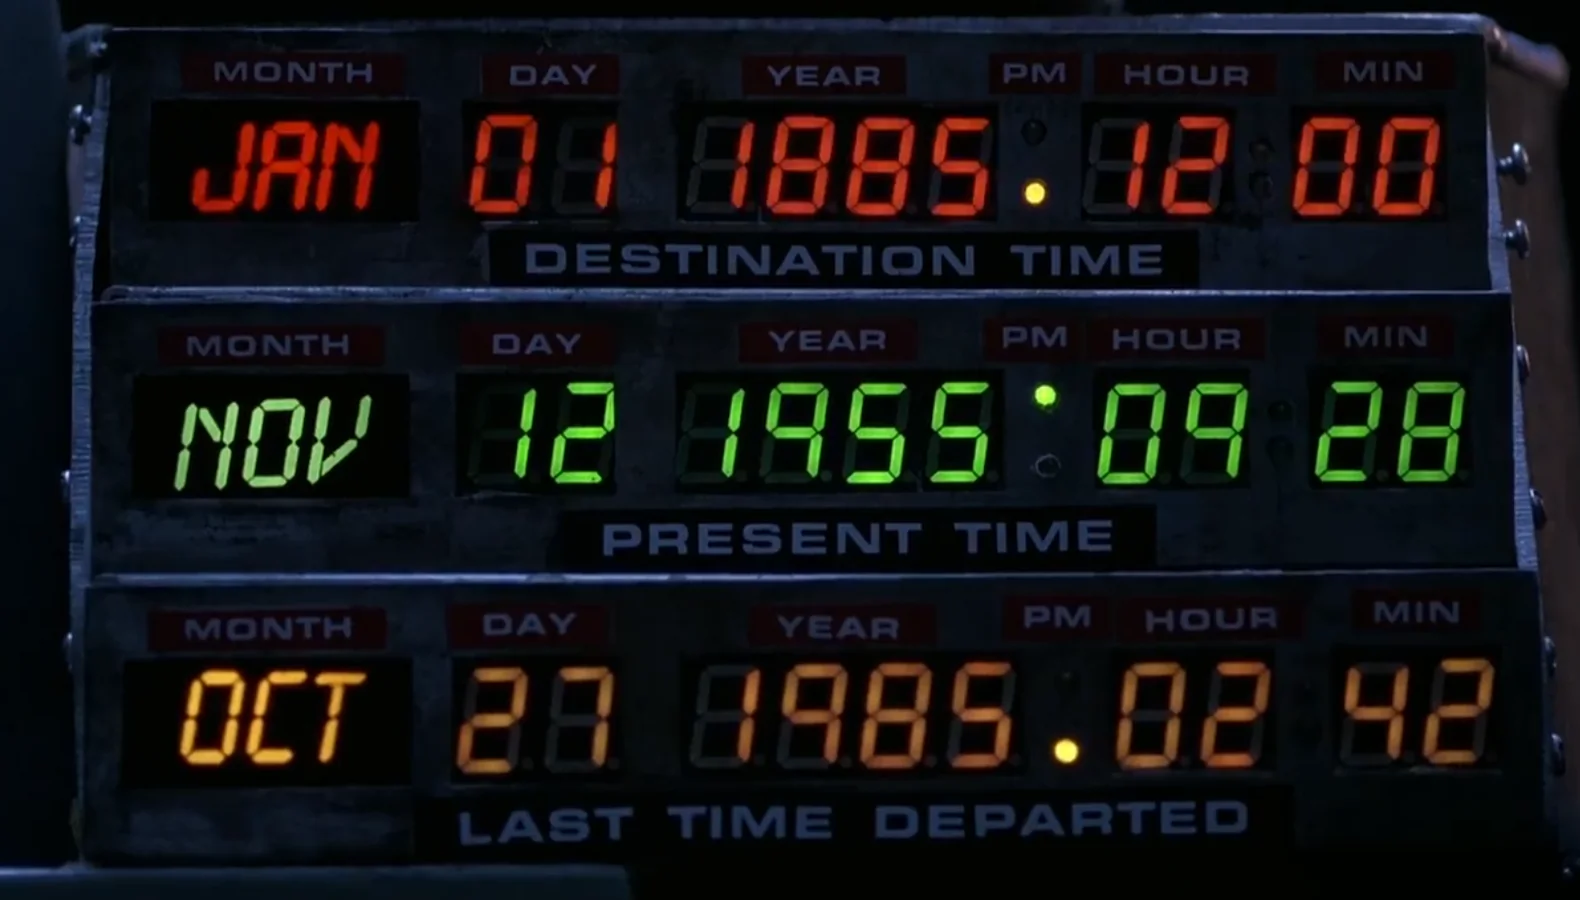 MONTH DAY YEAR PM HOUR MIN
JAN 01 1885 12 00
DESTINATION TIME
MONTH DAY YEAR PM HOUR MIN
NOV 12 1955 09 28
PRESENT TIME
MONTH DAY YEAR PM HOUR MIN
OCT 27 1985 02 42
LAST TIME DEPARTED